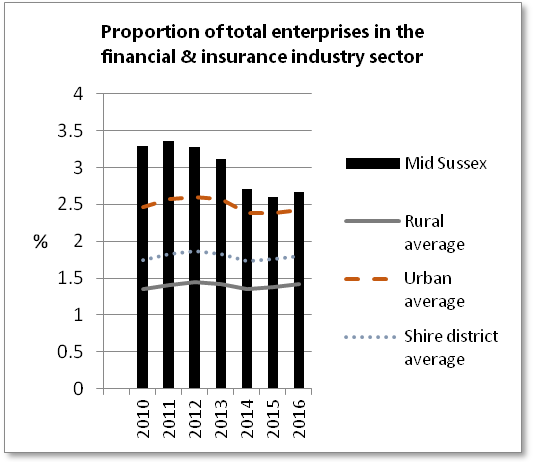 Proportion of total enterprises in the
financial & insurance industry sector
4
3.5
3
2.5
2
1.5
1
0.5
0
%
2010
2011
2012
2013
2014
2015
2016
Mid Sussex
Rural
average
Urban
average
Shire district
average